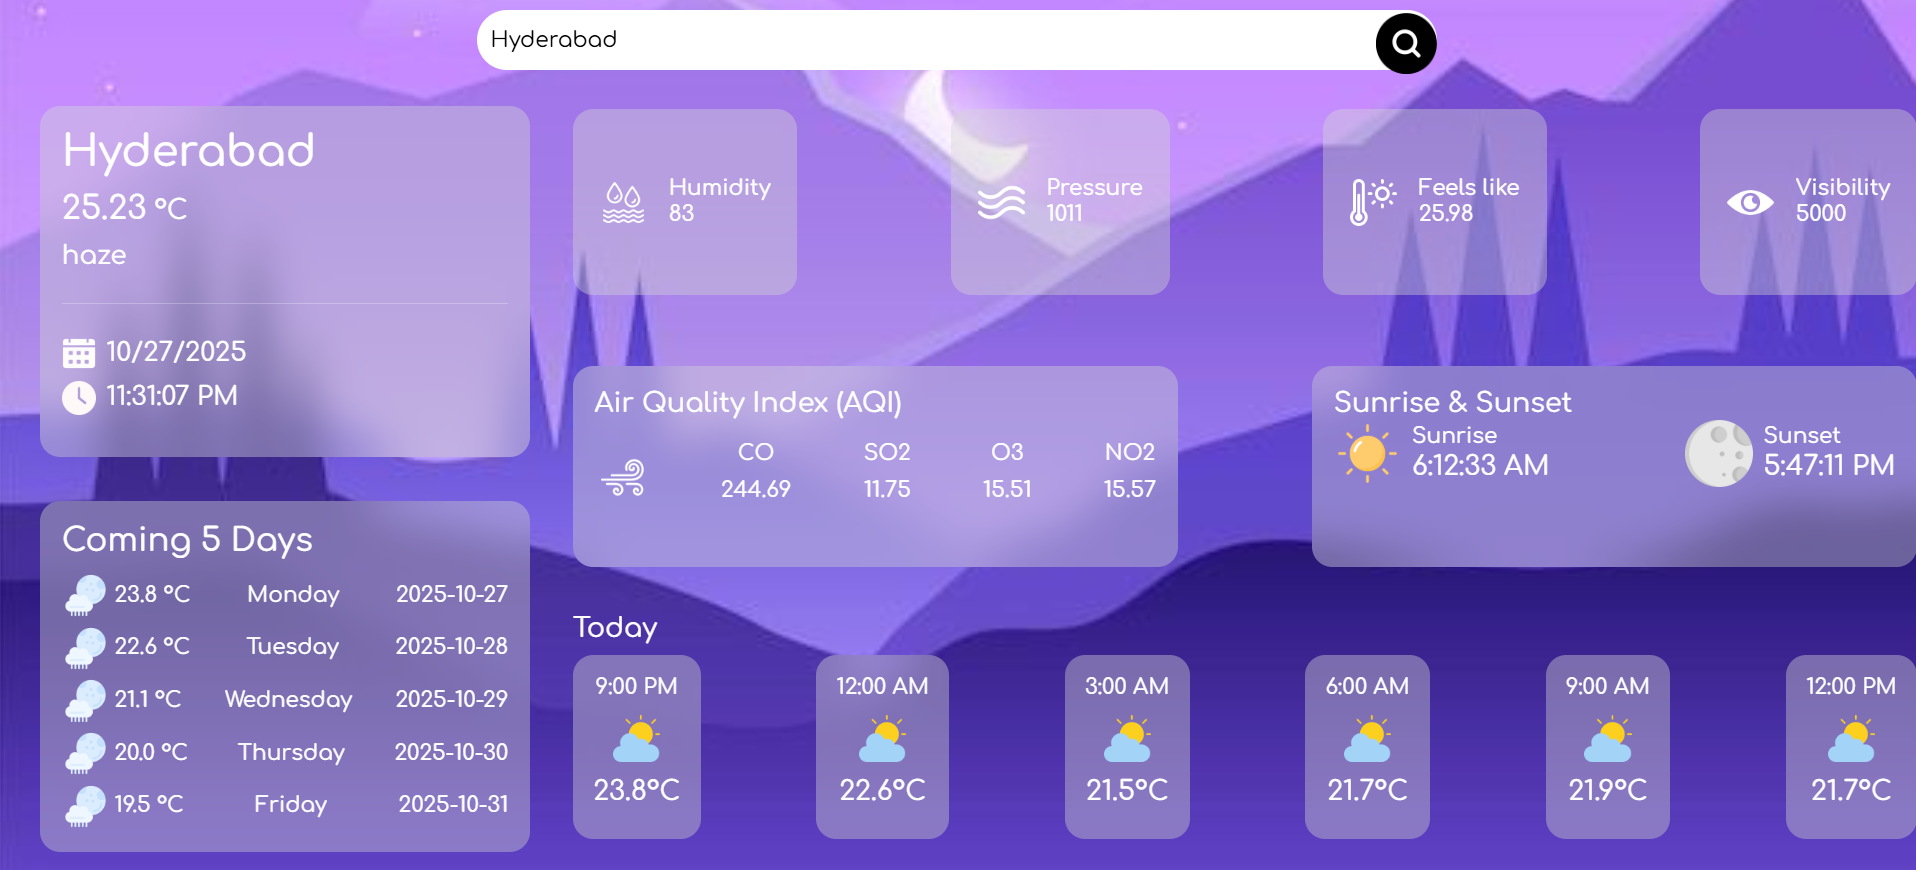 Hyderabad
Hyderabad
25.23 °C
haze
10/27/2025
11:31:07 PM
Humidity
83
Pressure
1011
Feels like
25.98
Visibility
5000
Air Quality Index (AQI)
CO SO2 O3 NO2
244.69 11.75 15.51 15.57
Sunrise & Sunset
Sunrise
6:12:33 AM
Sunset
5:47:11 PM
Coming 5 Days
23.8 °C Monday 2025-10-27
22.6 °C Tuesday 2025-10-28
21.1 °C Wednesday 2025-10-29
20.0 °C Thursday 2025-10-30
19.5 °C Friday 2025-10-31
Today
9:00 PM 12:00 AM 3:00 AM 6:00 AM 9:00 AM 12:00 PM
23.8°C 22.6°C 21.5°C 21.7°C 21.9°C 21.7°C